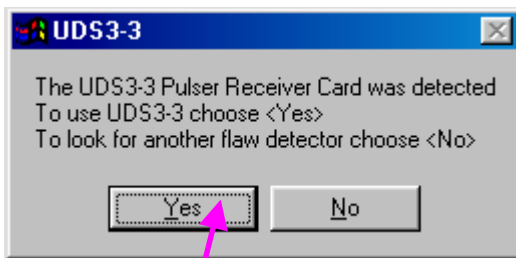 UDS3-3
The UDS3-3 Pulser Receiver Card was detected
To use UDS3-3 choose <Yes>
To look for another flaw detector choose <No>
Yes No